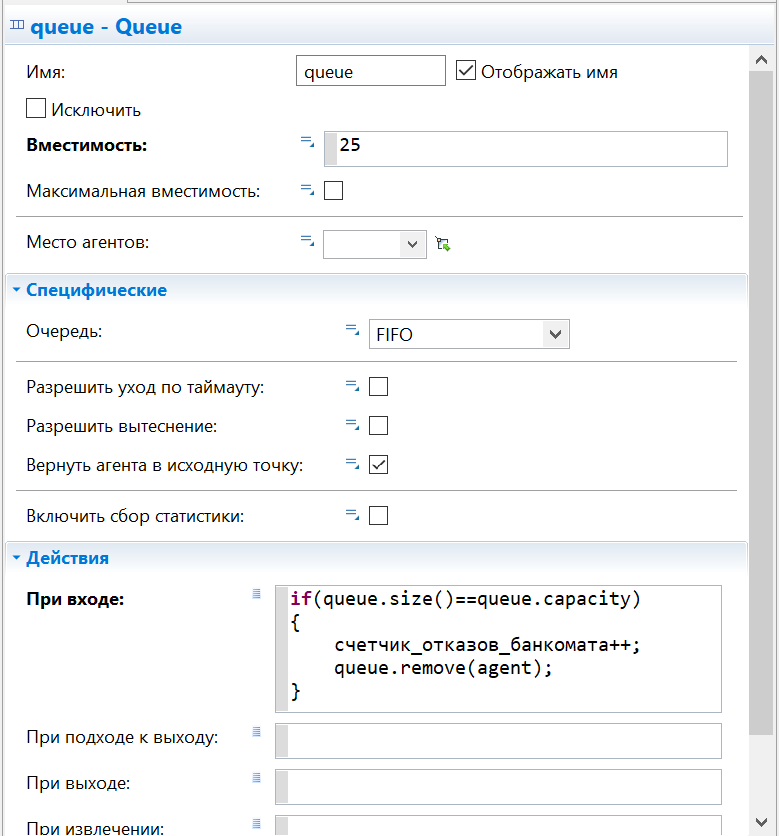 queue - Queue
Имя:
queue
Отображать имя
Исключить
Вместимость:
25
Максимальная вместимость:
Место агентов:
Специфические
Очередь:
FIFO
Разрешить уход по таймауту:
Разрешить вытеснение:
Вернуть агента в исходную точку:
Включить сбор статистики:
Действия
При входе:
if(queue.size()==queue.capacity)
{
счетчик_отказов_банкомата++;
queue.remove(agent);
}
При подходе к выходу:
При выходе:
При извлечении: